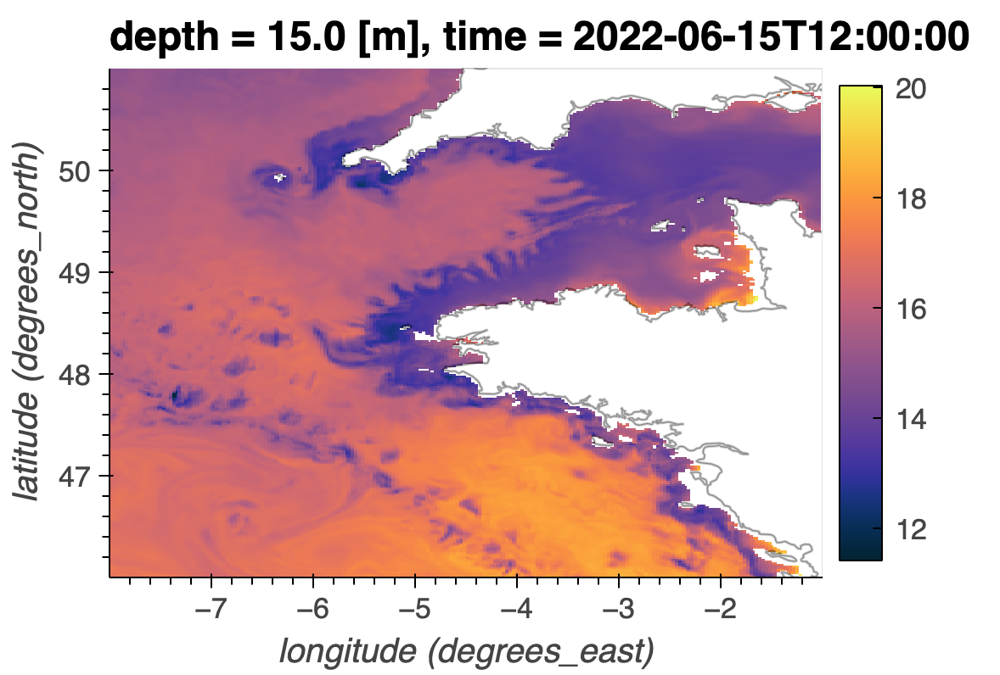 depth = 15.0 [m], time = 2022-06-15T12:00:00
20
18
16
14
12
50
49
48
47
latitude (degrees_north)
−7 −6 −5 −4 −3 −2
longitude (degrees_east)